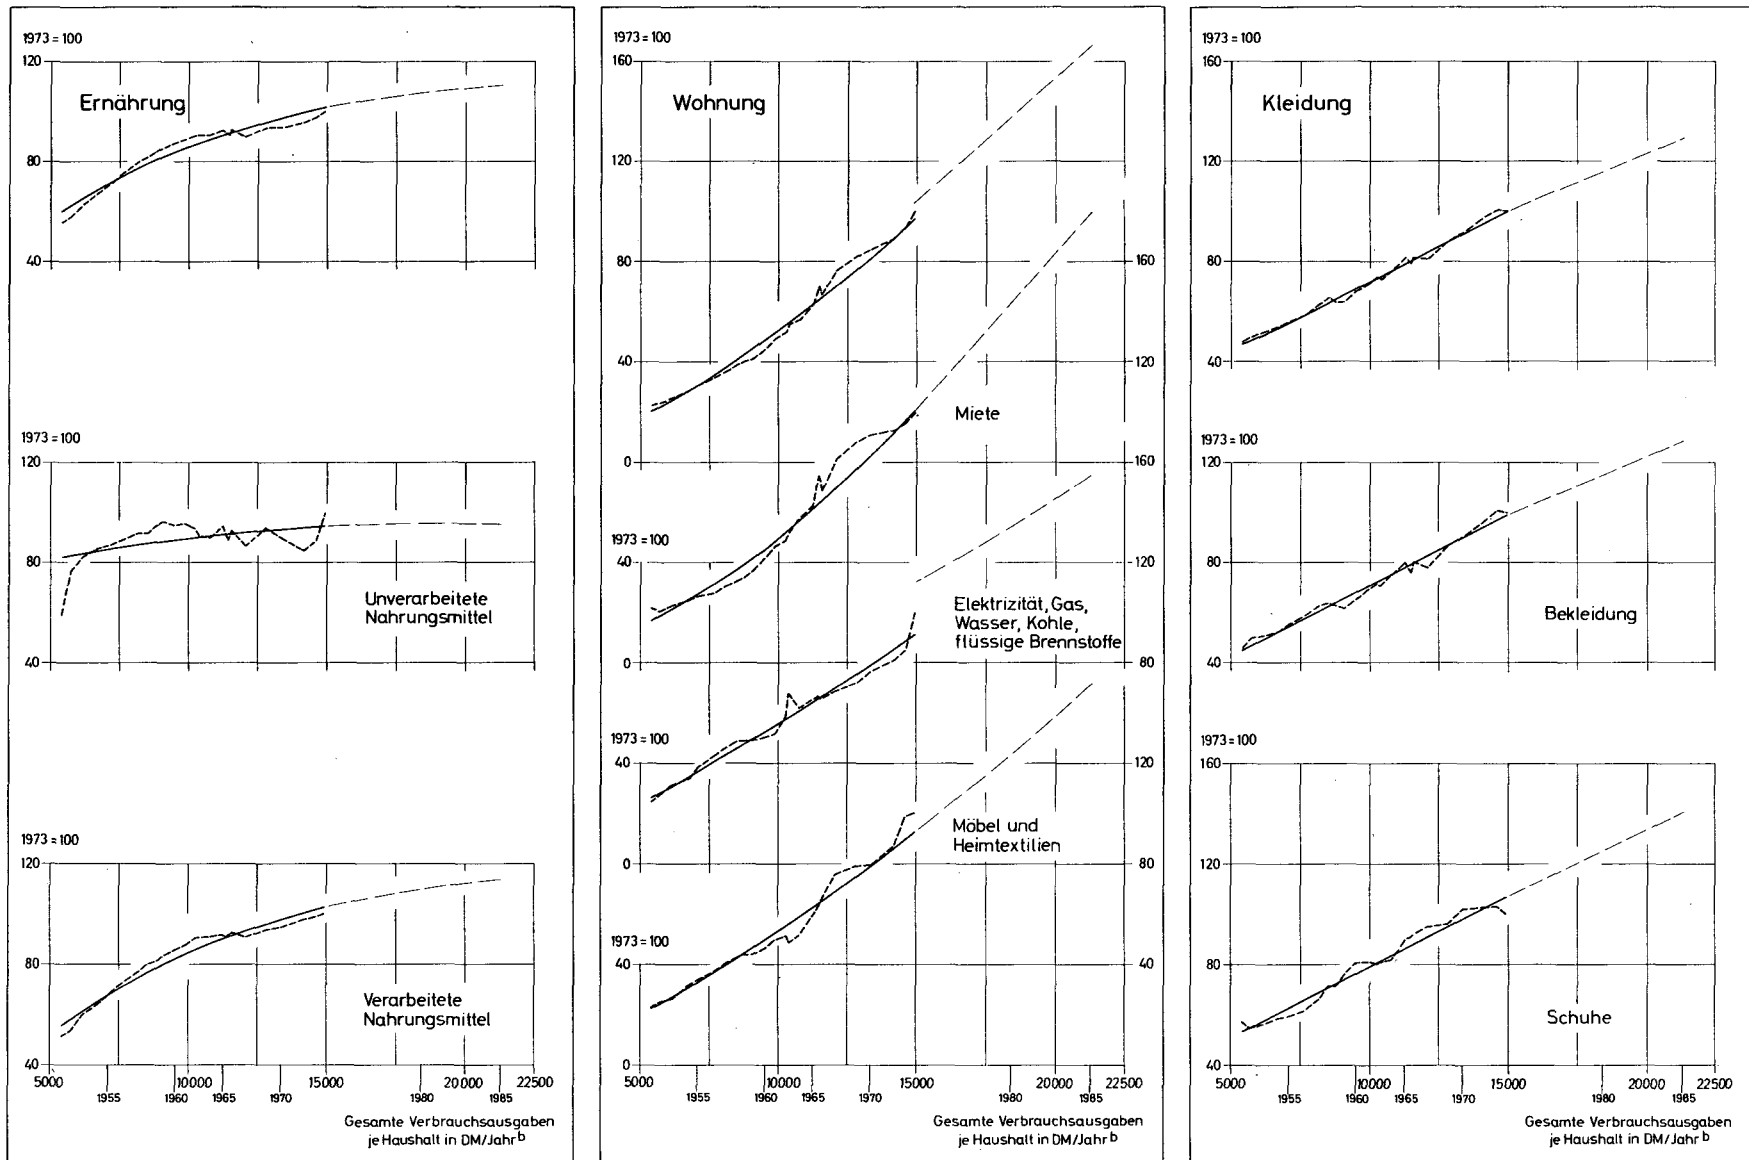 1973=100
120
Ernährung
80
40
1973=100
120
80
Unverarbeitete
Nahrungsmittel
40
1973=100
120
80
Verarbeitete
Nahrungsmittel
40
5000 10000 15000 20000 22500
1955 1960 1965 1970 1980 1985
Gesamte Verbrauchsausgaben
je Haushalt in DM/Jahr b
1973=100
160
Wohnung
120
80 160
40 120
Miete
0 160
1973=100
40 120
Elektrizität, Gas,
Wasser, Kohle,
flüssige Brennstoffe
0 80
1973=100
40 120
Möbel und
Heimtextilien
0 80
1973=100
40 40
0
5000 10000 15000 20000 22500
1955 1960 1965 1970 1980 1985
Gesamte Verbrauchsausgaben
je Haushalt in DM/Jahr b
1973=100
160
Kleidung
120
80
40
1973=100
120
80
Bekleidung
40
1973=100
160
120
80
Schuhe
40
5000 10000 15000 20000 22500
1955 1960 1965 1970 1980 1985
Gesamte Verbrauchsausgaben
je Haushalt in DM/Jahr b